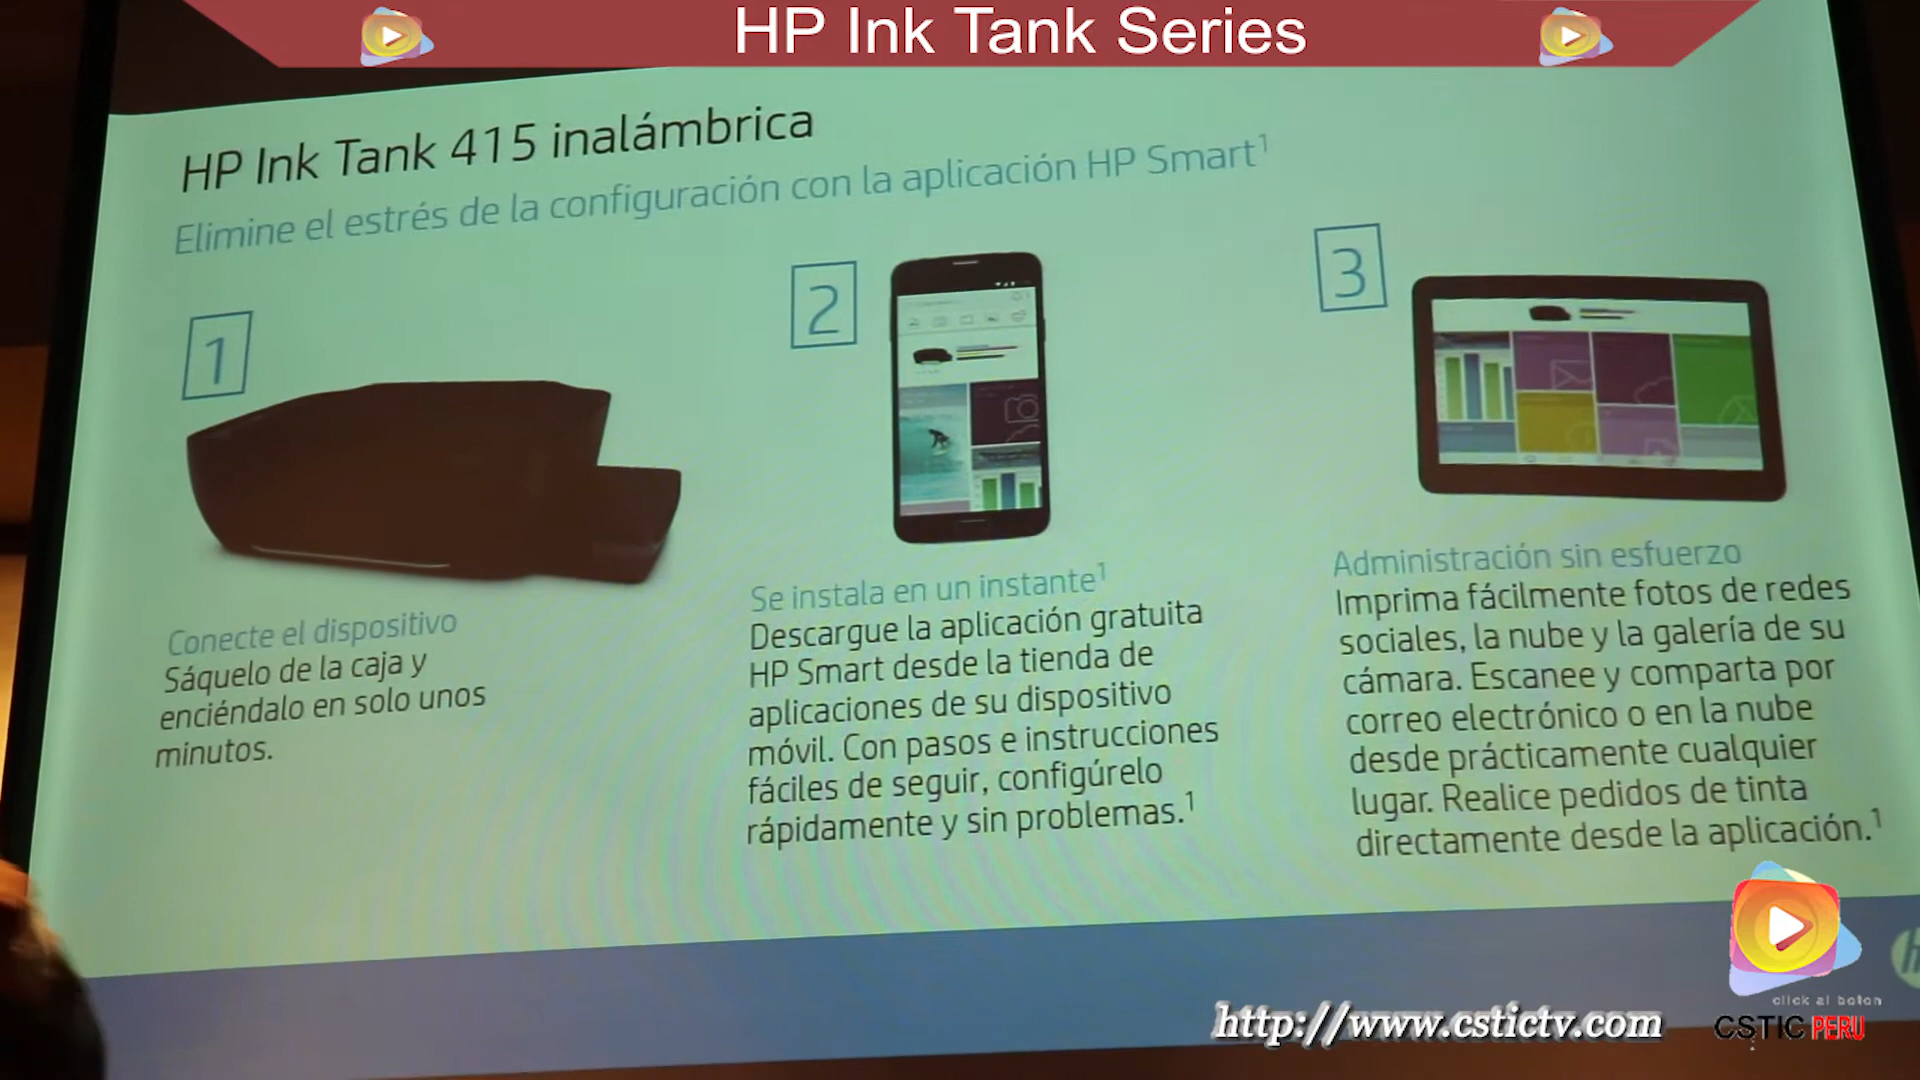 HP Ink Tank Series
HP Ink Tank 415 inalámbrica
Elimine el estrés de la configuración con la aplicación HP Smart¹
1
2
3
Conecte el dispositivo
Sáquelo de la caja y
enciéndalo en solo unos
minutos.
Se instala en un instante¹
Descargue la aplicación gratuita
HP Smart desde la tienda de
aplicaciones de su dispositivo
móvil. Con pasos e instrucciones
fáciles de seguir, configúrelo
rápidamente y sin problemas.¹
Administración sin esfuerzo
Imprima fácilmente fotos de redes
sociales, la nube y la galería de su
cámara. Escanee y comparta por
correo electrónico o en la nube
desde prácticamente cualquier
lugar. Realice pedidos de tinta
directamente desde la aplicación.¹
click al boton
http://www.cstictv.com
CSTIC PERU